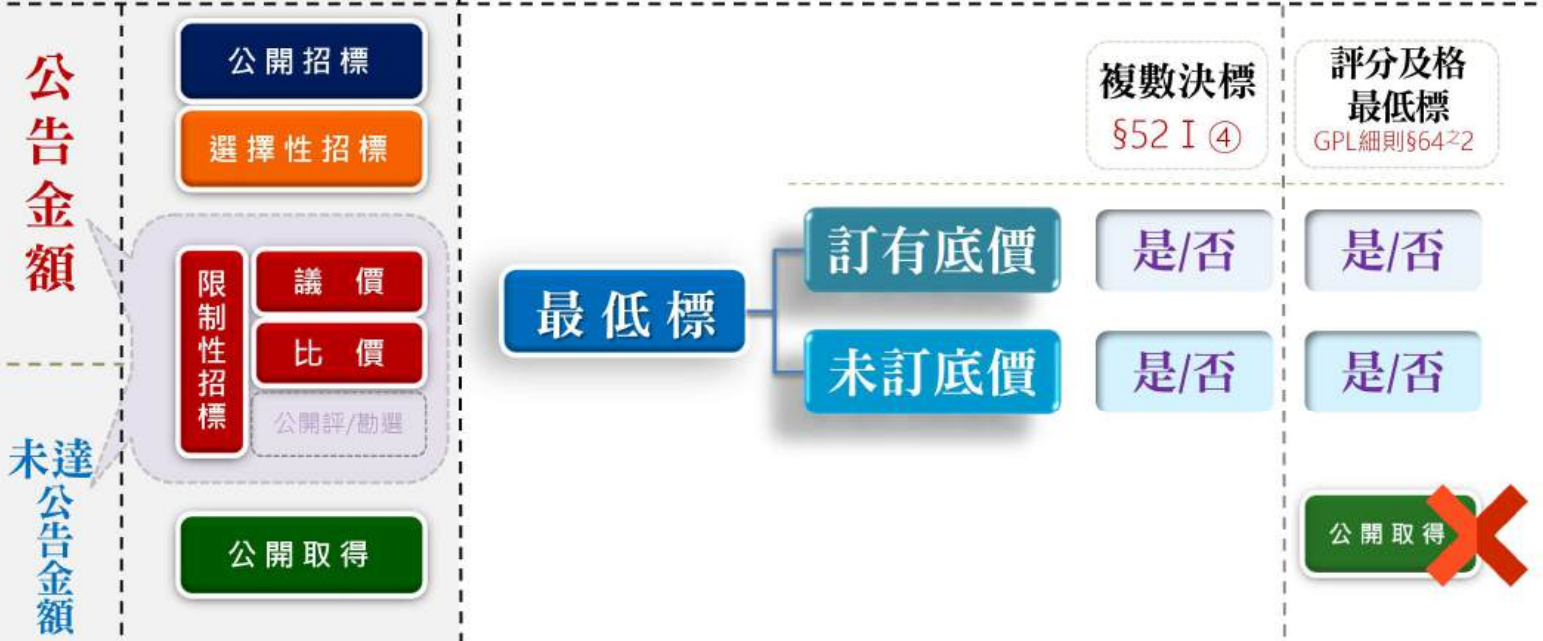 公告金額
未達
公告金額
公開招標
選擇性招標
限制性招標
議 價
比 價
公開評/勘選
公開取得
最低標
訂有底價
未訂底價
複數決標
§52 I ④
是/否
是/否
評分及格
最低標
GPL細則§64之2
是/否
是/否
公開取得